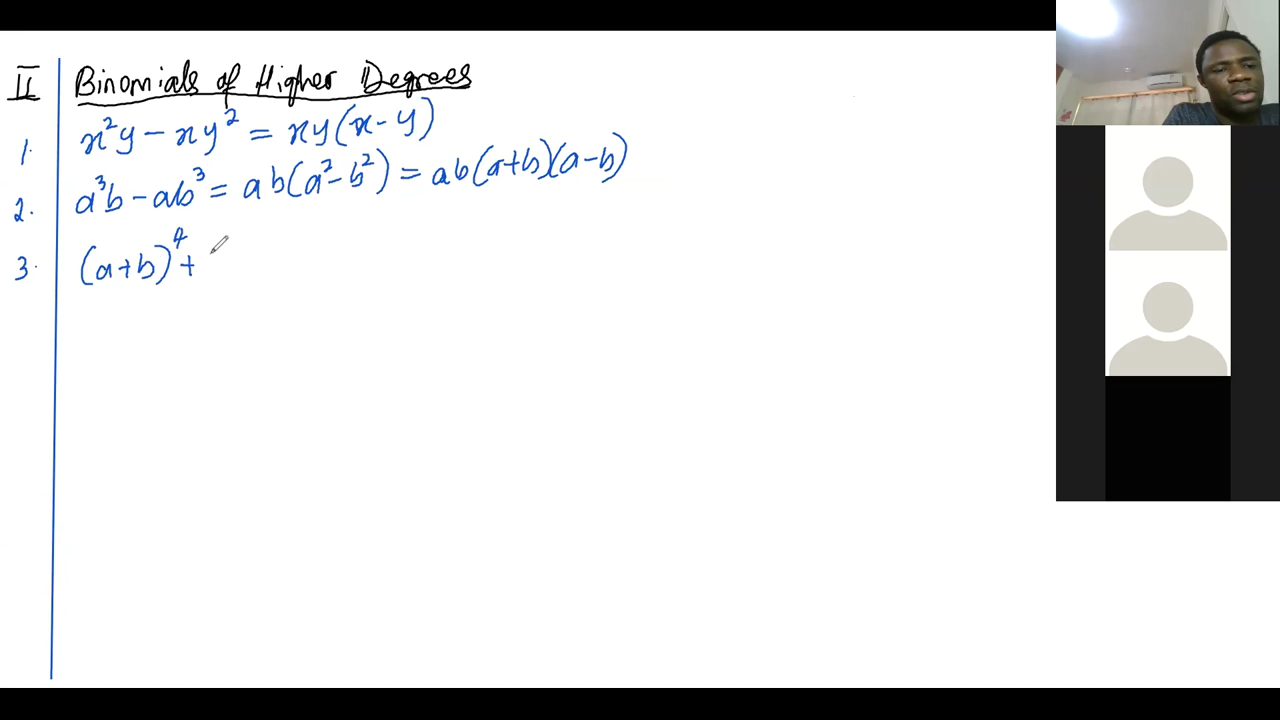 II Binomials of Higher Degrees
1. x²y - xy² = xy(x - y)
2. a³b - ab³ = ab(a² - b²) = ab(a+b)(a-b)
3. (a+b)⁴ +